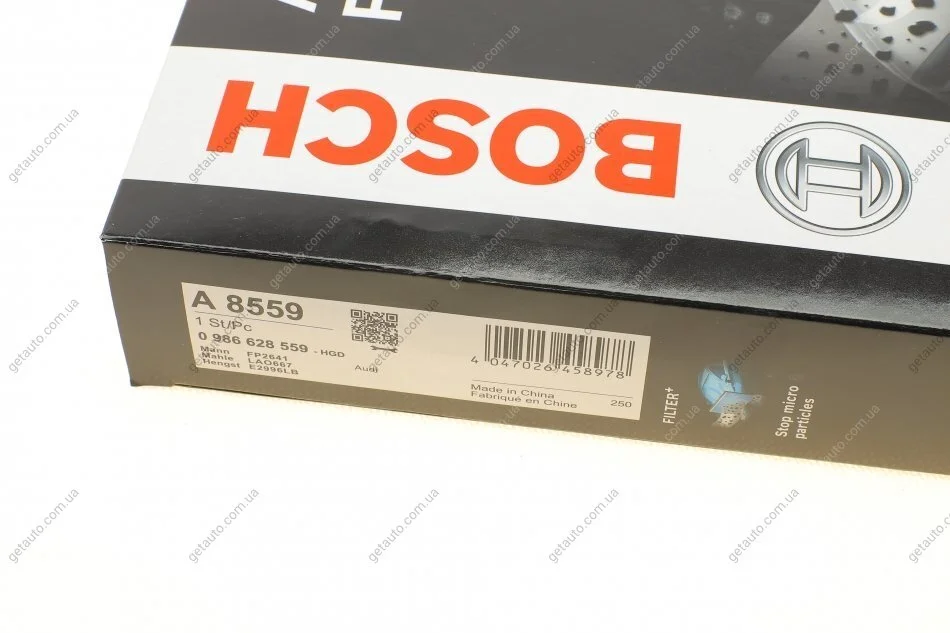 BOSCH
A 8559
1 St/Pc
0 986 628 559 - HGD
Mann FP2641
Mahle LAO667
Hengst E2996LB
Audi
4 047026 458978
Made in China
Fabriqué en Chine
250
FILTER+
Stop micro
particles
getauto.com.ua